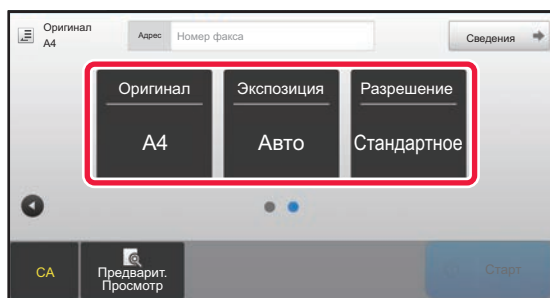 Оригинал
A4
Адрес
Номер факса
Сведения
Оригинал
Экспозиция
Разрешение
A4
Авто
Стандартное
CA
Предварит.
Просмотр
Старт